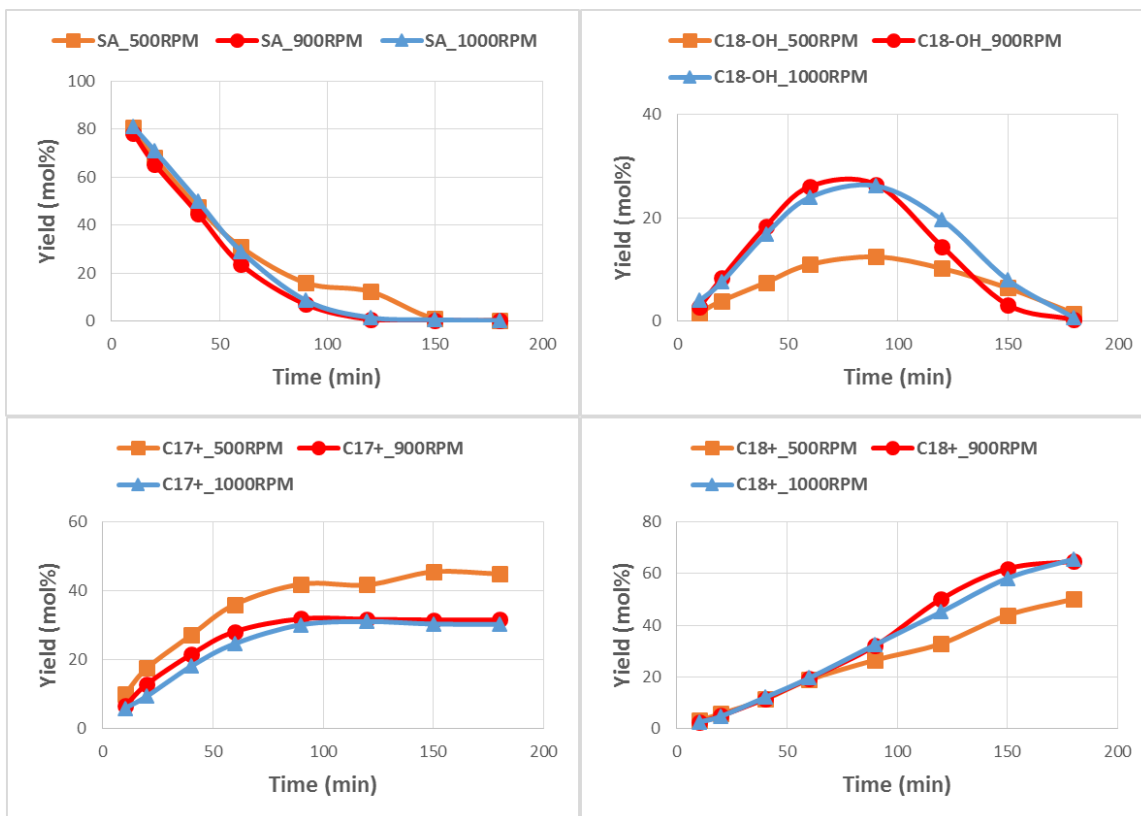 SA_500RPM SA_900RPM SA_1000RPM
100
80
60
40
20
0
0 50 100 150 200
Yield (mol%)
Time (min)
C18-OH_500RPM C18-OH_900RPM
C18-OH_1000RPM
40
20
0
0 50 100 150 200
Yield (mol%)
Time (min)
C17+_500RPM C17+_900RPM
C17+_1000RPM
60
40
20
0
0 50 100 150 200
Yield (mol%)
Time (min)
C18+_500RPM C18+_900RPM
C18+_1000RPM
80
60
40
20
0
0 50 100 150 200
Yield (mol%)
Time (min)